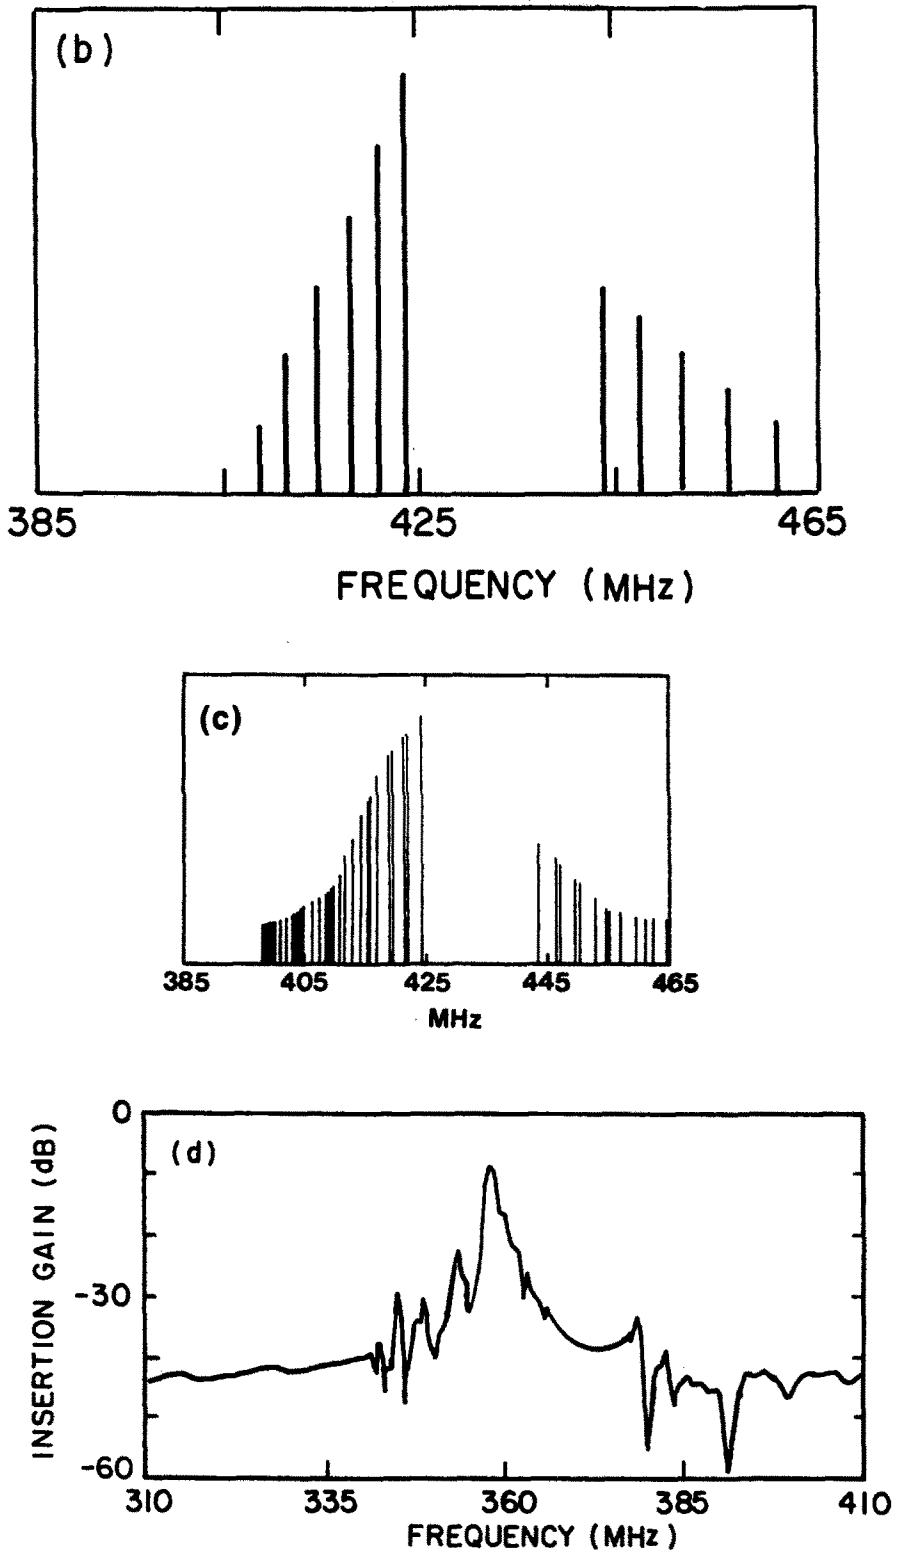 (b)
385 425 465
FREQUENCY (MHz)
(c)
385 405 425 445 465
MHz
(d)
INSERTION GAIN (dB)
0
-30
-60
310 335 360 385 410
FREQUENCY (MHz)